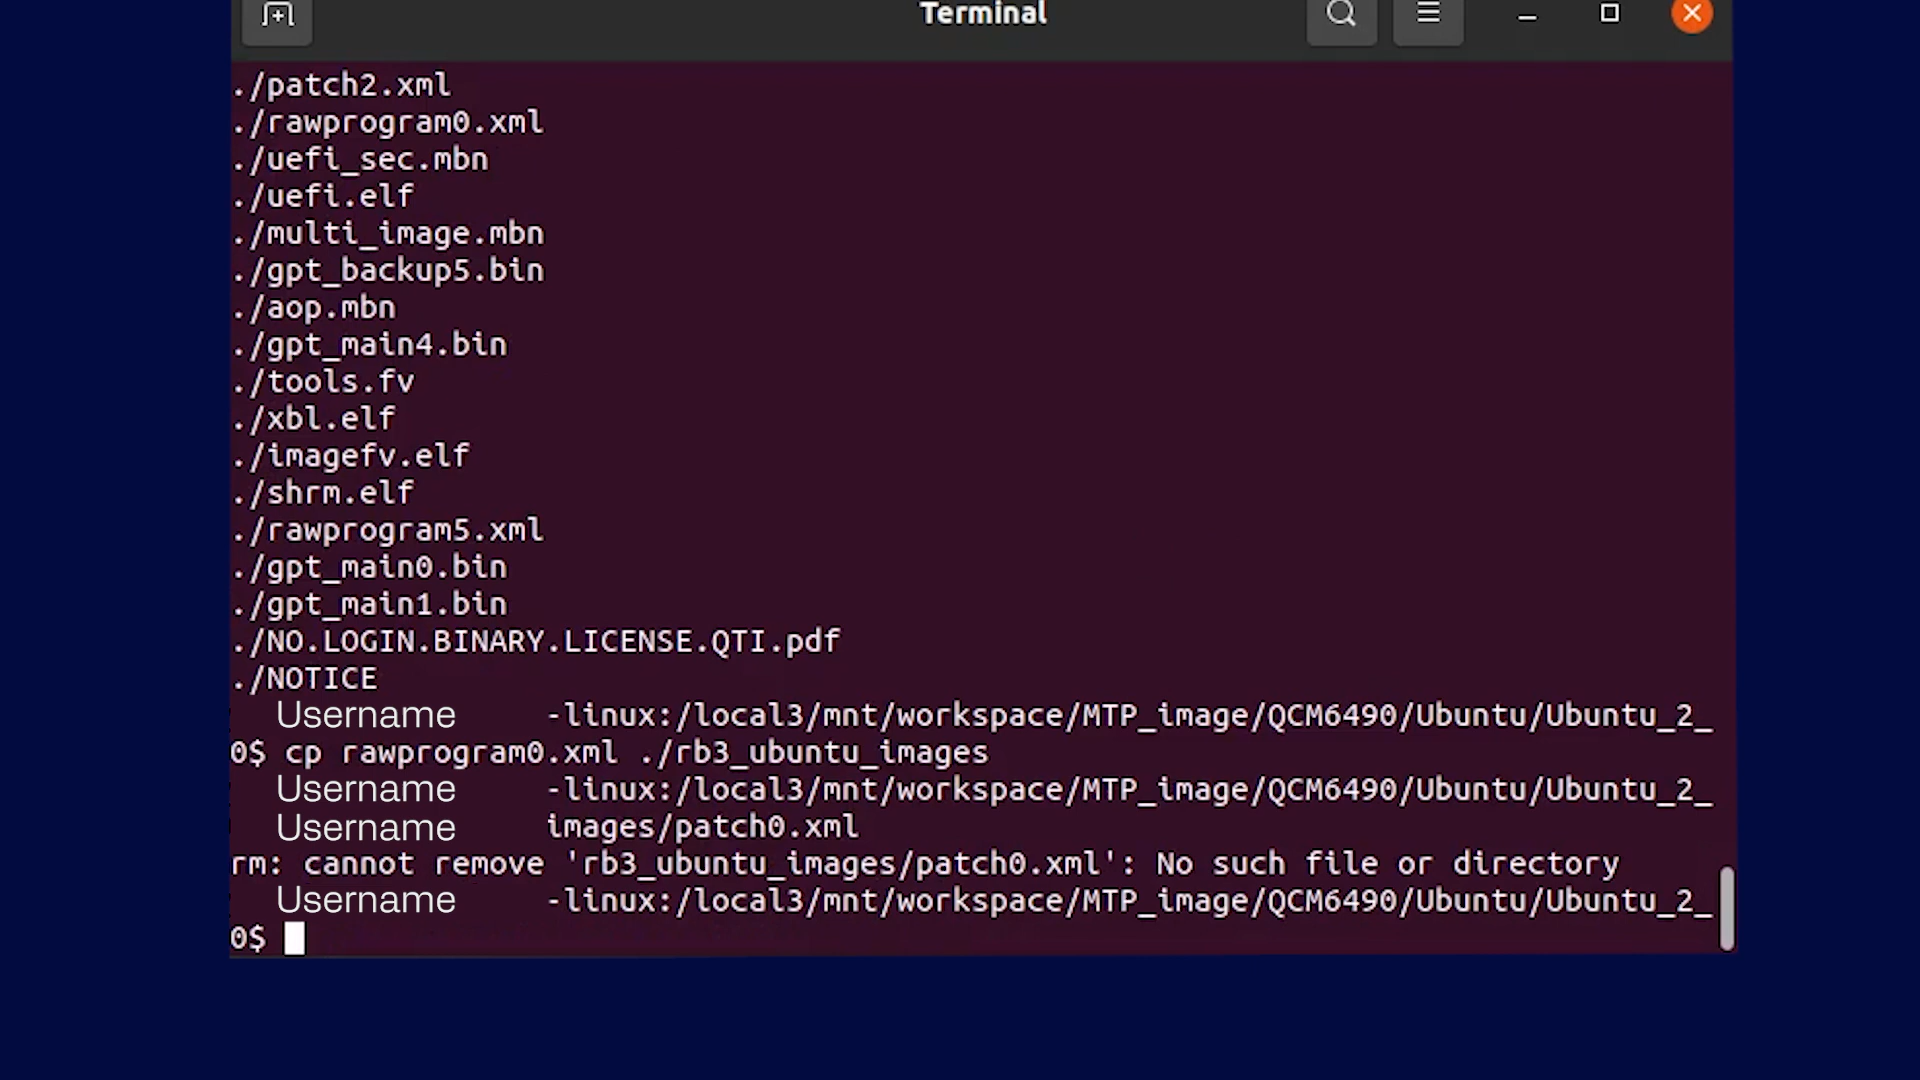 Terminal
./patch2.xml
./rawprogram0.xml
./uefi_sec.mbn
./uefi.elf
./multi_image.mbn
./gpt_backup5.bin
./aop.mbn
./gpt_main4.bin
./tools.fv
./xbl.elf
./imagefv.elf
./shrm.elf
./rawprogram5.xml
./gpt_main0.bin
./gpt_main1.bin
./NO.LOGIN.BINARY.LICENSE.QTI.pdf
./NOTICE
Username -linux:/local3/mnt/workspace/MTP_image/QCM6490/Ubuntu/Ubuntu_2_
0$ cp rawprogram0.xml ./rb3_ubuntu_images
Username -linux:/local3/mnt/workspace/MTP_image/QCM6490/Ubuntu/Ubuntu_2_
Username images/patch0.xml
rm: cannot remove 'rb3_ubuntu_images/patch0.xml': No such file or directory
Username -linux:/local3/mnt/workspace/MTP_image/QCM6490/Ubuntu/Ubuntu_2_
0$